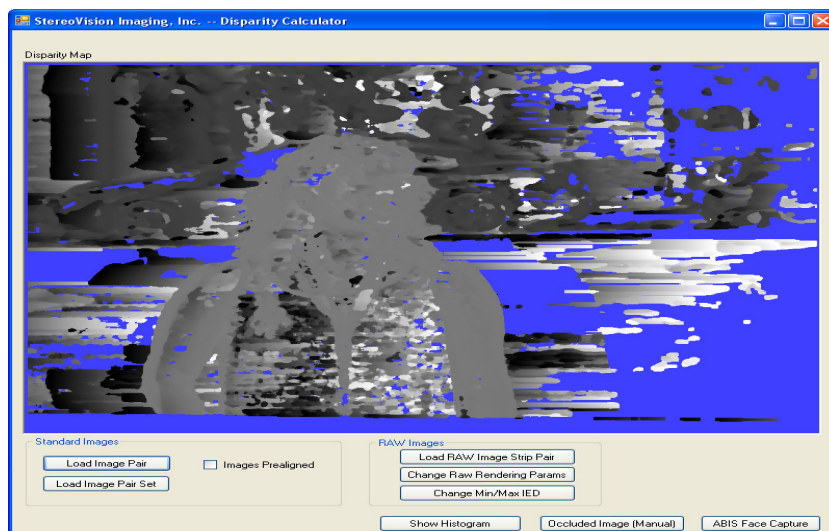 StereoVision Imaging, Inc. -- Disparity Calculator
Disparity Map
Standard Images
Load Image Pair
Images Prealigned
Load Image Pair Set
RAW Images
Load RAW Image Strip Pair
Change Raw Rendering Params
Change Min/Max IED
Show Histogram
Occluded Image (Manual)
ABIS Face Capture